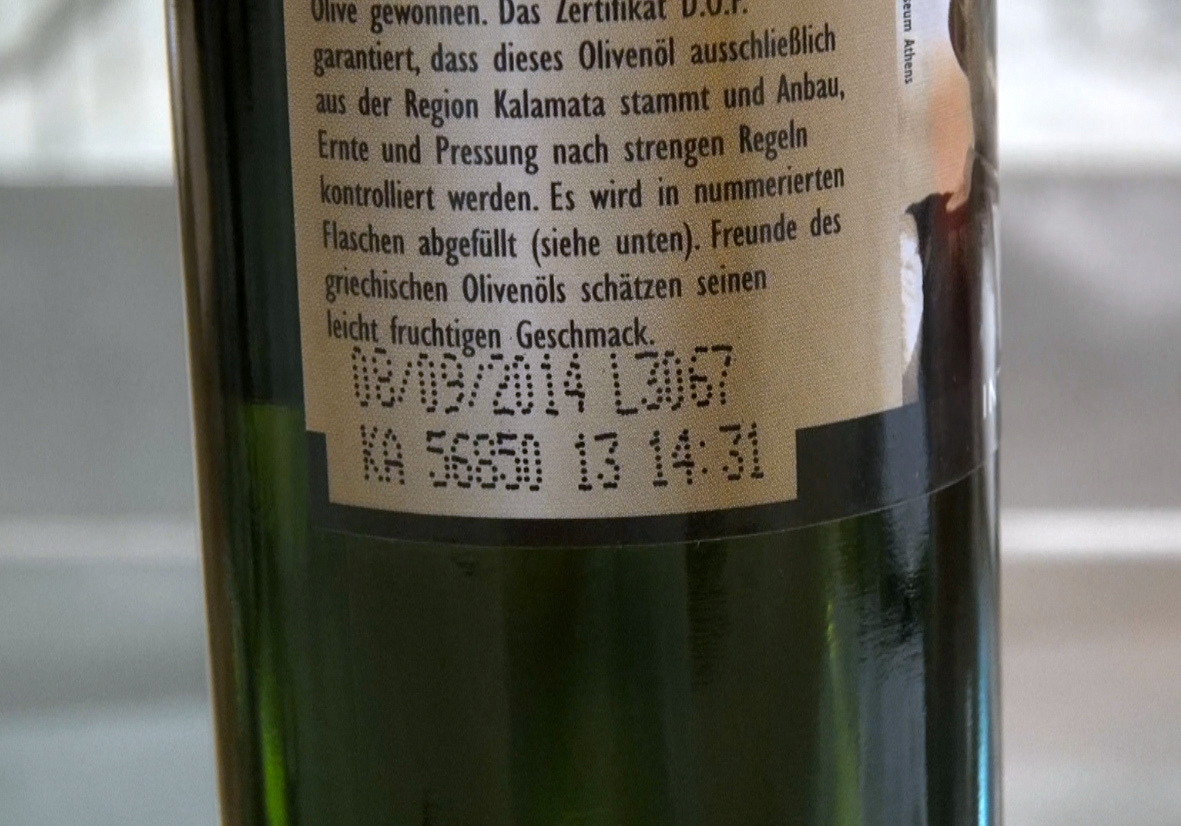 Olive gewonnen. Das Zertifikat D.O.P.
garantiert, dass dieses Olivenöl ausschließlich
aus der Region Kalamata stammt und Anbau,
Ernte und Pressung nach strengen Regeln
kontrolliert werden. Es wird in nummerierten
Flaschen abgefüllt (siehe unten). Freunde des
griechischen Olivenöls schätzen seinen
leicht fruchtigen Geschmack.
08/09/2014 L3067
KA 56850 13 14:31
Athens